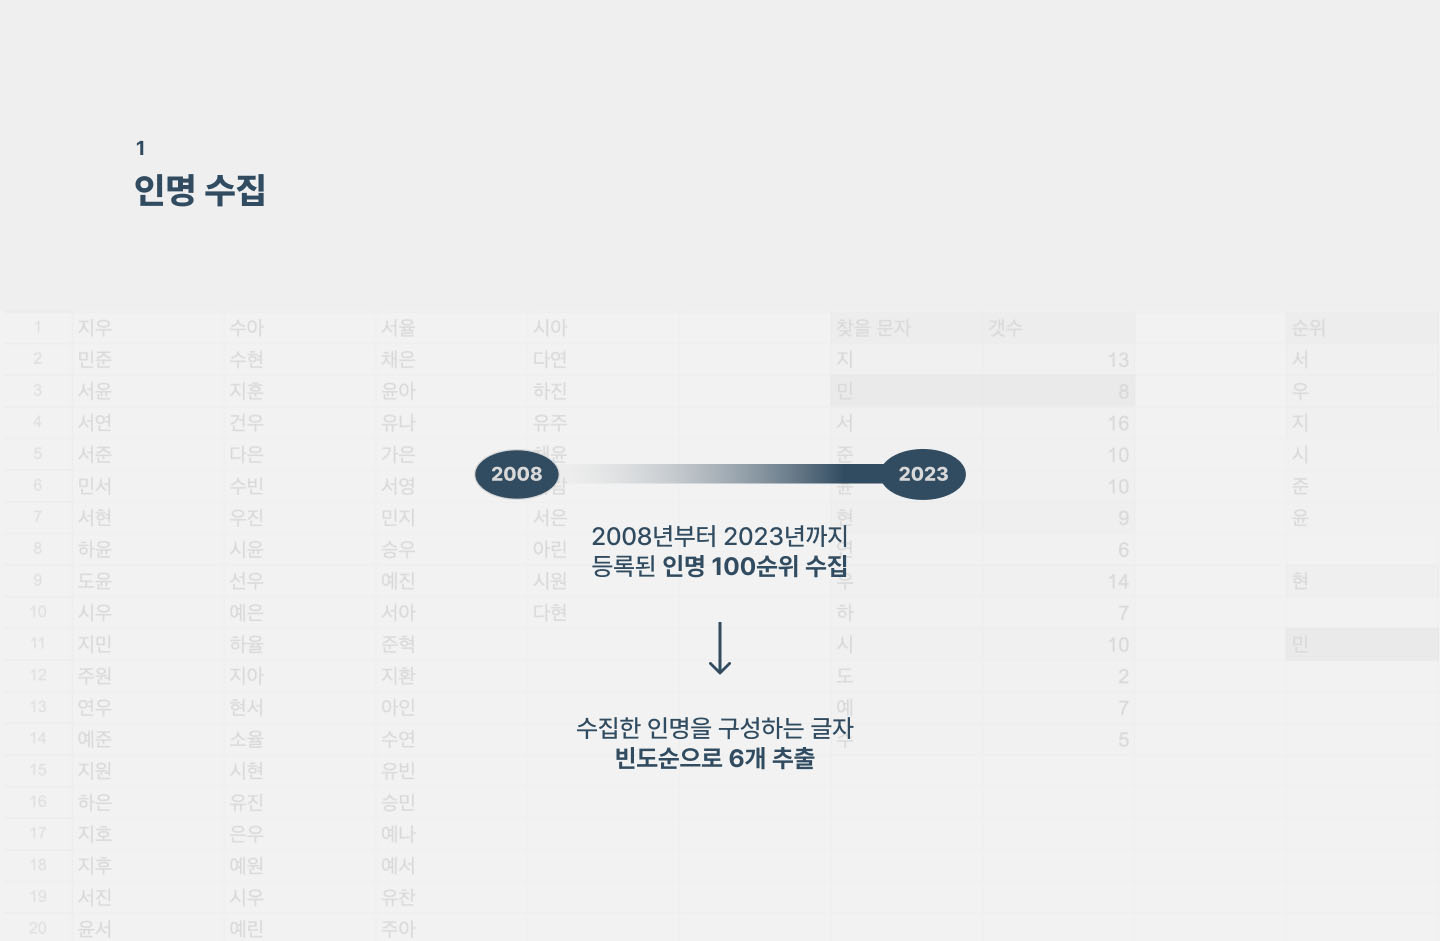 1
인명 수집
1 지우 수아 서율 시아 찾을 문자 갯수 순위
2 민준 수현 채은 다연 지 13 서
3 서윤 지훈 윤아 하진 민 8 우
4 서연 건우 유나 유주 서 16 지
5 서준 다은 가은 준 10 시
6 민서 수빈 서영 윤 10 준
7 서현 우진 민지 서은 현 9 윤
8 하윤 시윤 승우 아린 6
9 도윤 선우 예진 시원 우 14 현
10 시우 예은 서아 다현 하 7
11 지민 하율 준혁 시 10 민
12 주원 지아 지환 도 2
13 연우 현서 아인 예 7
14 예준 소율 수연 5
15 지원 시현 유빈
16 하은 유진 승민
17 지호 은우 예나
18 지후 예원 예서
19 서진 시우 유찬
20 윤서 예린 주아
2008 2023
2008년부터 2023년까지
등록된 인명 100순위 수집
수집한 인명을 구성하는 글자
빈도순으로 6개 추출